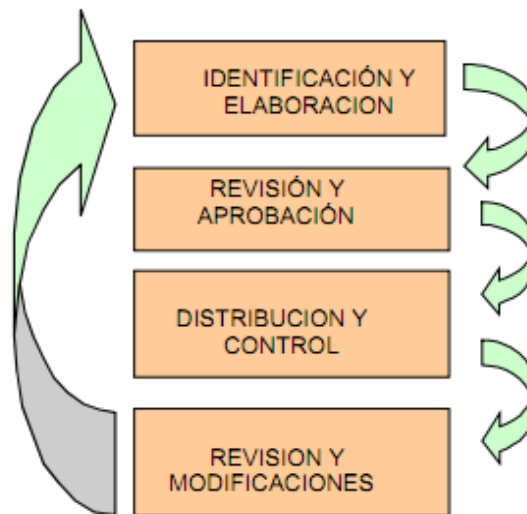 IDENTIFICACIÓN Y
ELABORACION
REVISIÓN Y
APROBACIÓN
DISTRIBUCION Y
CONTROL
REVISION Y
MODIFICACIONES